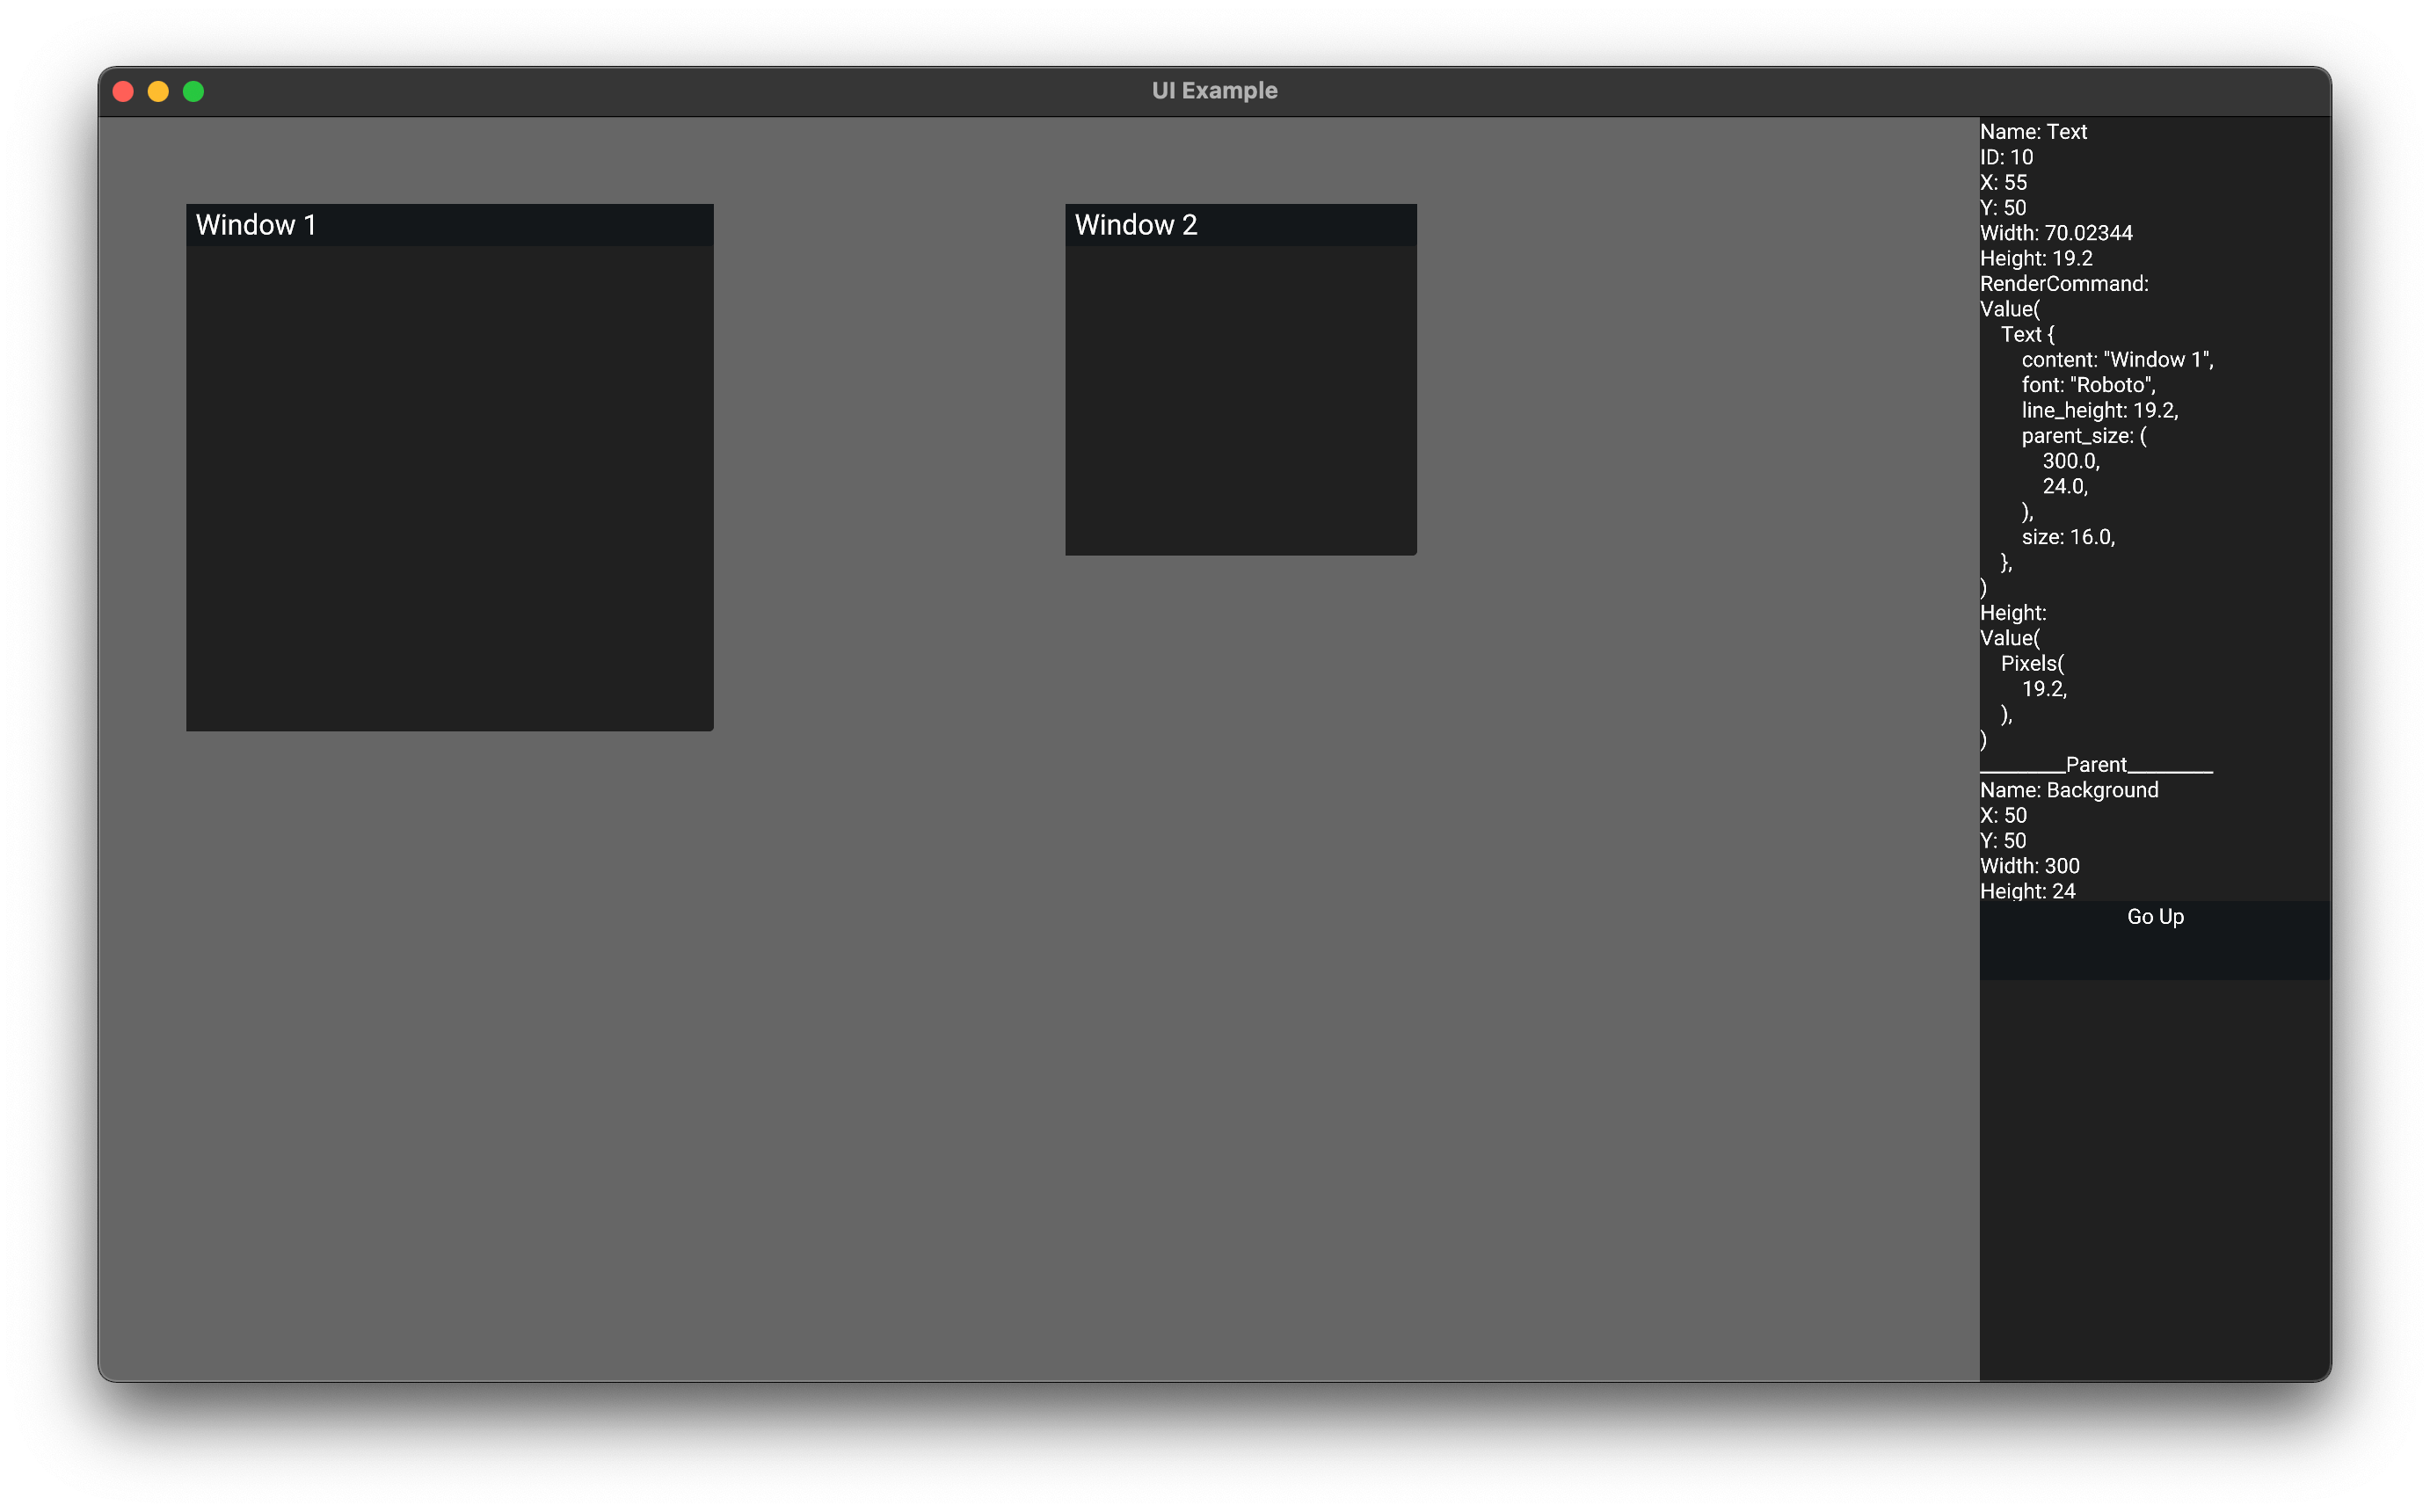 UI Example
Window 1
Window 2
Name: Text
ID: 10
X: 55
Y: 50
Width: 70.02344
Height: 19.2
RenderCommand:
Value(
    Text {
        content: "Window 1",
        font: "Roboto",
        line_height: 19.2,
        parent_size: (
            300.0,
            24.0,
        ),
        size: 16.0,
    },
)
Height:
Value(
    Pixels(
        19.2,
    ),
)
________Parent________
Name: Background
X: 50
Y: 50
Width: 300
Height: 24
Go Up